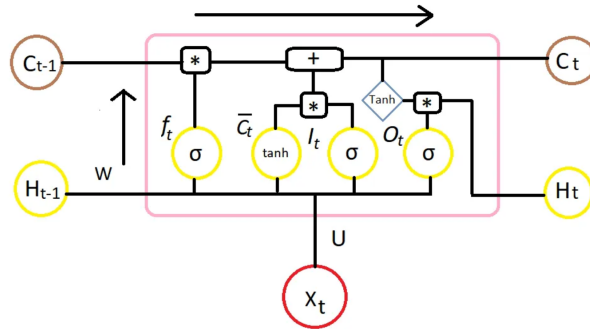 Ct-1
*
+
Ct
Tanh
*
*
ft
C̅t
It
Ot
σ
tanh
σ
σ
W
Ht-1
Ht
U
Xt